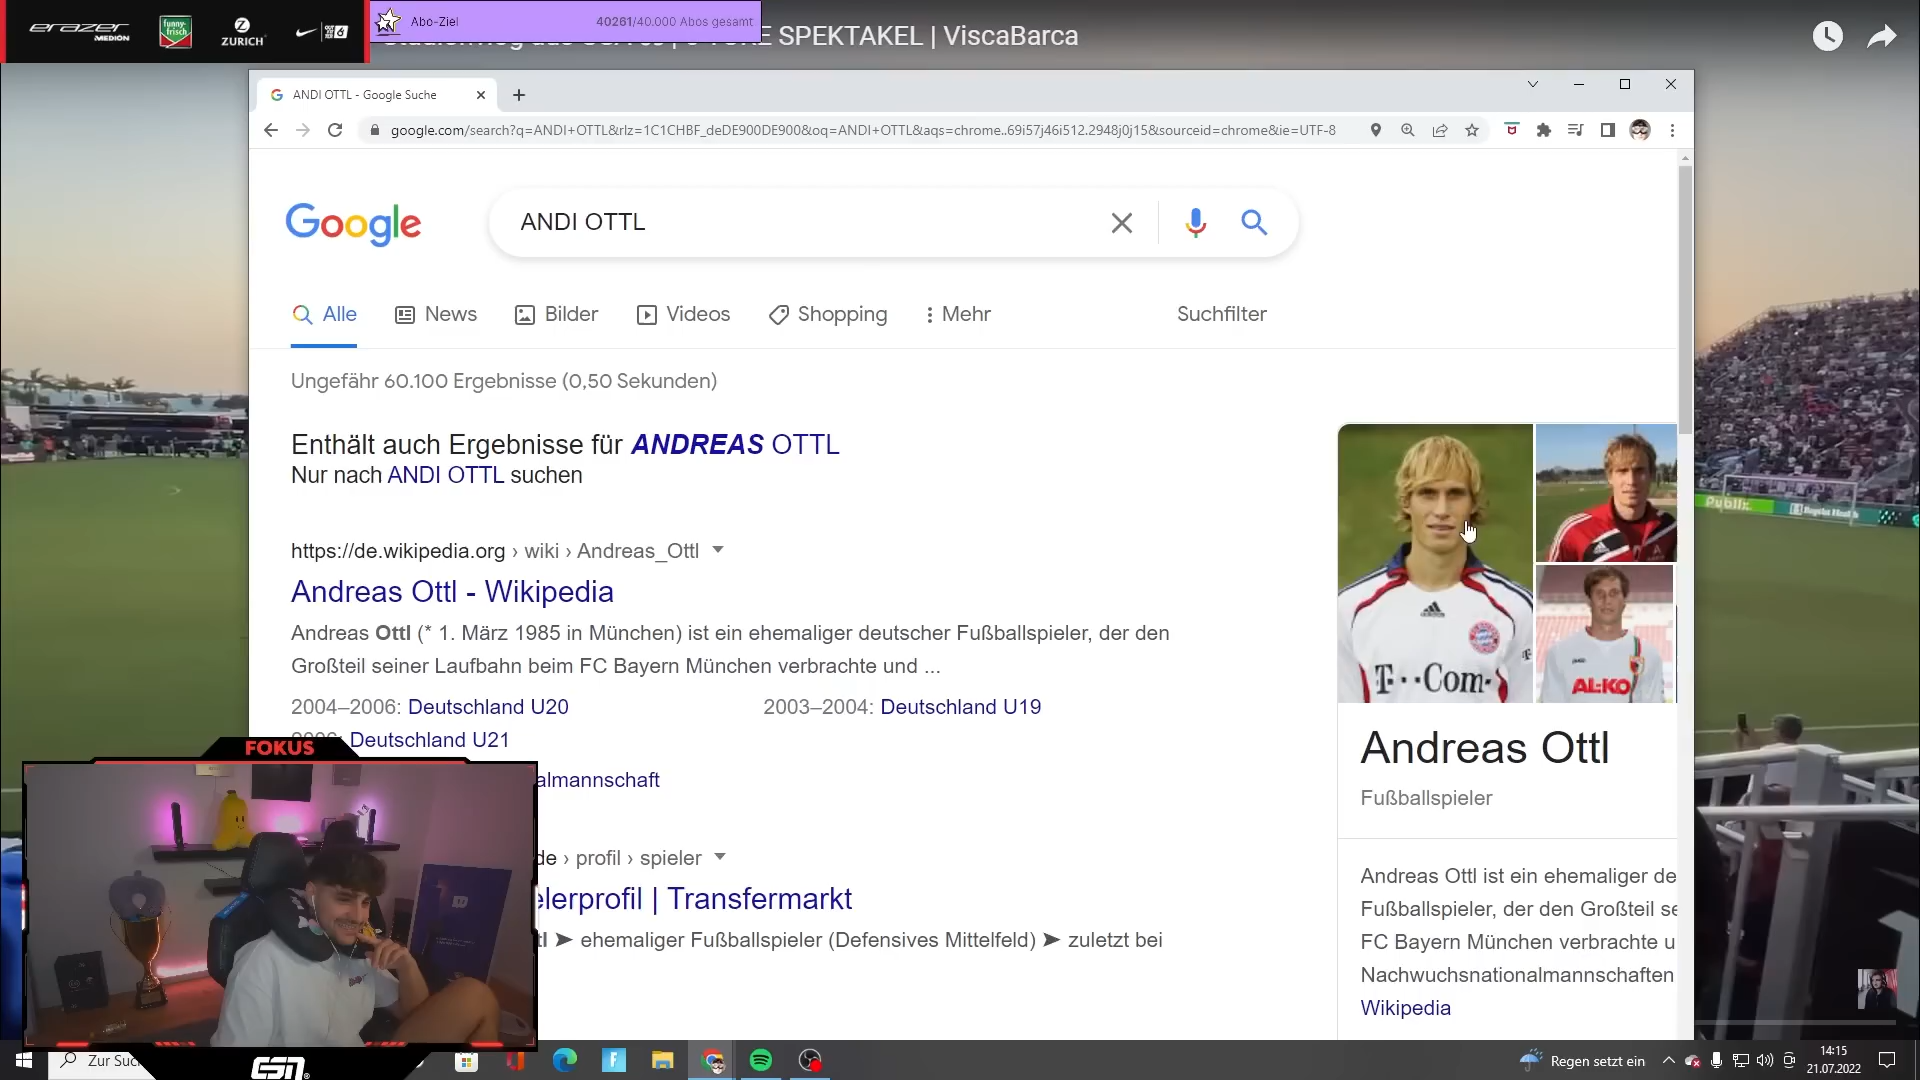 erazer
MEDION
funny-frisch
ZURICH
Abo-Ziel
40261/40.000 Abos gesamt
SPEKTAKEL | ViscaBarca
ANDI OTTL - Google Suche
google.com/search?q=ANDI+OTTL&rlz=1C1CHBF_deDE900DE900&oq=ANDI+OTTL&aqs=chrome..69i57j46i512.2948j0j15&sourceid=chrome&ie=UTF-8
Google
ANDI OTTL
Alle
News
Bilder
Videos
Shopping
Mehr
Suchfilter
Ungefähr 60.100 Ergebnisse (0,50 Sekunden)
Enthält auch Ergebnisse für ANDREAS OTTL
Nur nach ANDI OTTL suchen
https://de.wikipedia.org › wiki › Andreas_Ottl
Andreas Ottl - Wikipedia
Andreas Ottl (* 1. März 1985 in München) ist ein ehemaliger deutscher Fußballspieler, der den
Großteil seiner Laufbahn beim FC Bayern München verbrachte und ...
2004–2006: Deutschland U20
2003–2004: Deutschland U19
Deutschland U21
almannschaft
de › profil › spieler
elerprofil | Transfermarkt
tl ➤ ehemaliger Fußballspieler (Defensives Mittelfeld) ➤ zuletzt bei
T··Com·
AL-KO
Andreas Ottl
Fußballspieler
Andreas Ottl ist ein ehemaliger de
Fußballspieler, der den Großteil se
FC Bayern München verbrachte u
Nachwuchsnationalmannschaften
Wikipedia
Publix
FOKUS
ESN
Zur Suc
Regen setzt ein
14:15
21.07.2022